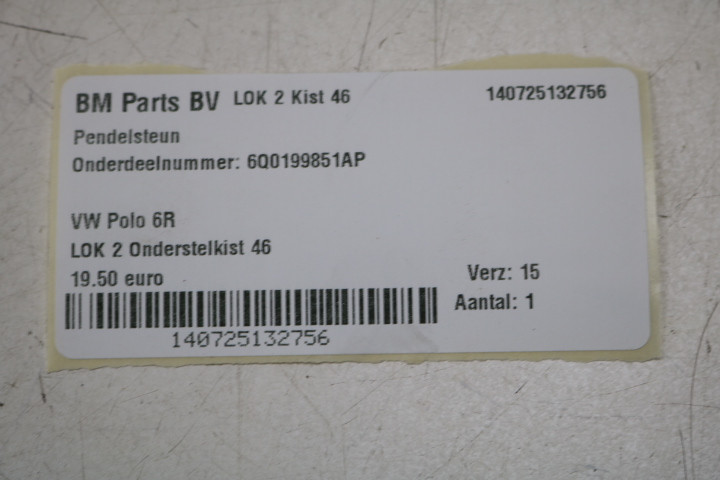 BM Parts BV LOK 2 Kist 46 140725132756
Pendelsteun
Onderdeelnummer: 6Q0199851AP
VW Polo 6R
LOK 2 Onderstelkist 46
19.50 euro Verz: 15
Aantal: 1
140725132756